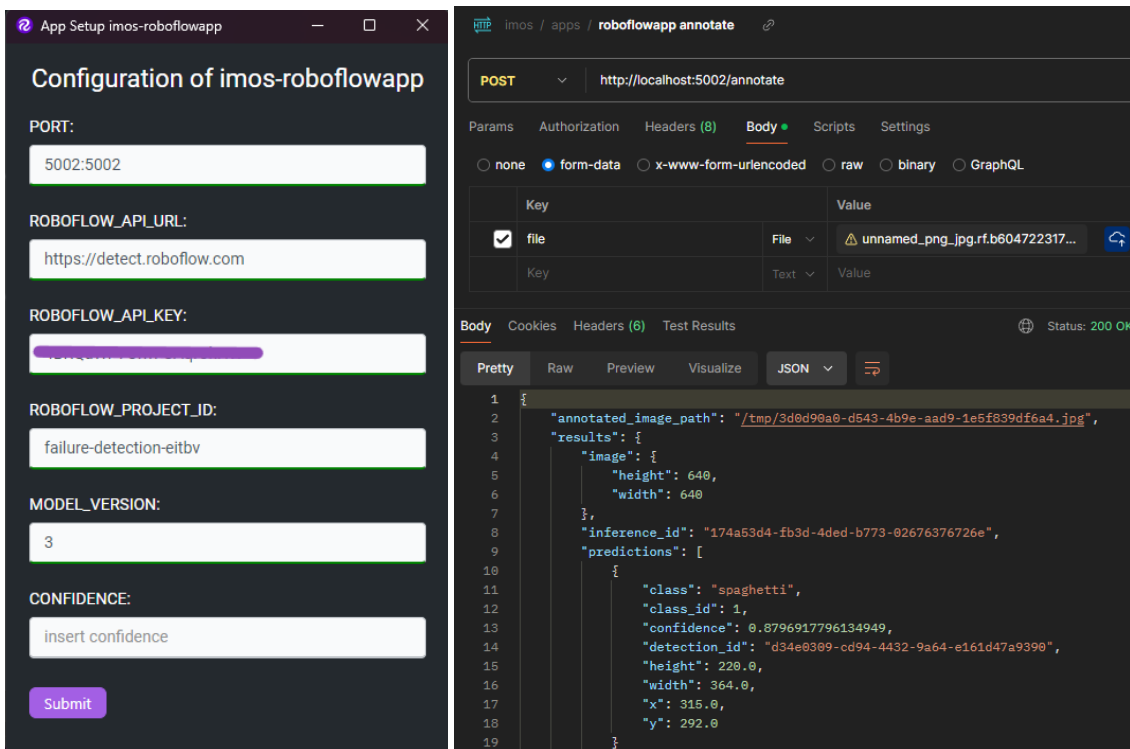 App Setup imos-roboflowapp
Configuration of imos-roboflowapp
PORT:
5002:5002
ROBOFLOW_API_URL:
https://detect.roboflow.com
ROBOFLOW_API_KEY:
ROBOFLOW_PROJECT_ID:
failure-detection-eitbv
MODEL_VERSION:
3
CONFIDENCE:
insert confidence
Submit
HTTP imos / apps / roboflowapp annotate
POST http://localhost:5002/annotate
Params Authorization Headers (8) Body Scripts Settings
none form-data x-www-form-urlencoded raw binary GraphQL
Key Value
file File unnamed_png_jpg.rf.b604722317...
Key Text Value
Body Cookies Headers (6) Test Results Status: 200 OK
Pretty Raw Preview Visualize JSON
1 {
2 "annotated_image_path": "/tmp/3d0d90a0-d543-4b9e-aad9-1e5f839df6a4.jpg",
3 "results": {
4 "image": {
5 "height": 640,
6 "width": 640
7 },
8 "inference_id": "174a53d4-fb3d-4ded-b773-02676376726e",
9 "predictions": [
10 {
11 "class": "spaghetti",
12 "class_id": 1,
13 "confidence": 0.8796917796134949,
14 "detection_id": "d34e0309-cd94-4432-9a64-e161d47a9390",
15 "height": 220.0,
16 "width": 364.0,
17 "x": 315.0,
18 "y": 292.0
19 }